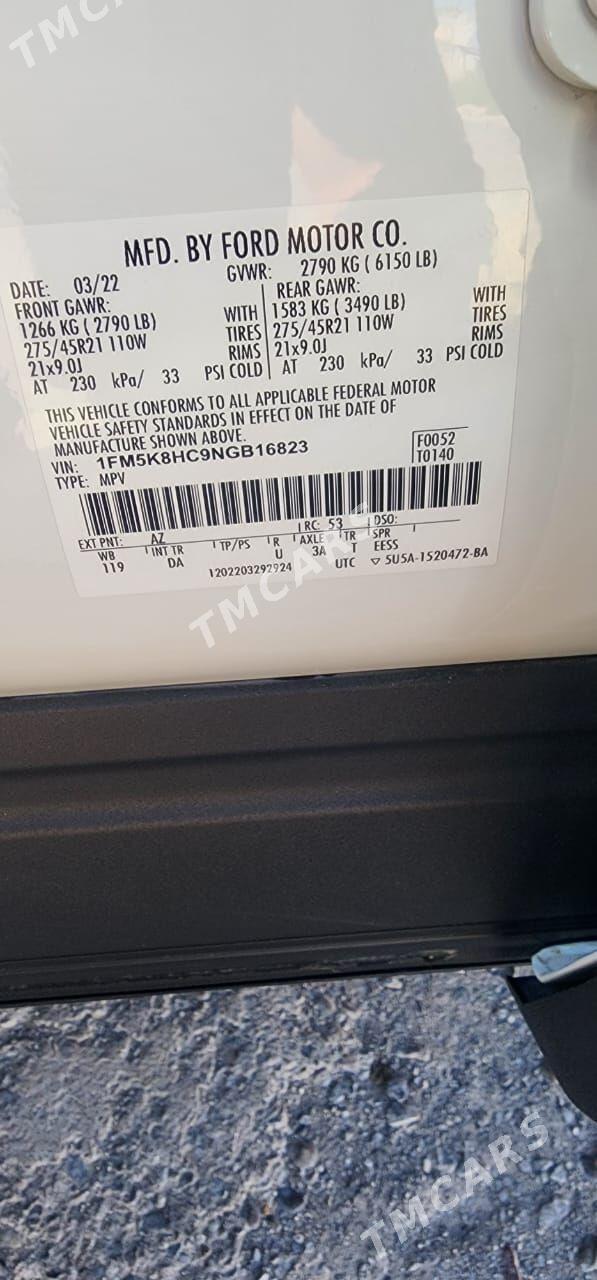 TMCARS
MFD. BY FORD MOTOR CO.
DATE: 03/22 GVWR: 2790 KG ( 6150 LB)
FRONT GAWR: REAR GAWR:
1266 KG ( 2790 LB) WITH 1583 KG ( 3490 LB) WITH
275/45R21 110W TIRES 275/45R21 110W TIRES
21x9.0J RIMS 21x9.0J RIMS
AT 230 kPa/ 33 PSI COLD AT 230 kPa/ 33 PSI COLD
THIS VEHICLE CONFORMS TO ALL APPLICABLE FEDERAL MOTOR
VEHICLE SAFETY STANDARDS IN EFFECT ON THE DATE OF
MANUFACTURE SHOWN ABOVE.
VIN: 1FM5K8HC9NGB16823 F0052
TYPE: MPV T0140
EXT PNT: AZ RC: 53 DSO:
WB INT TR TP/PS R AXLE TR SPR
119 DA U 3A T EESS
1202203292924 UTC ▽ 5U5A-1520472-BA
TMCARS
TMCARS